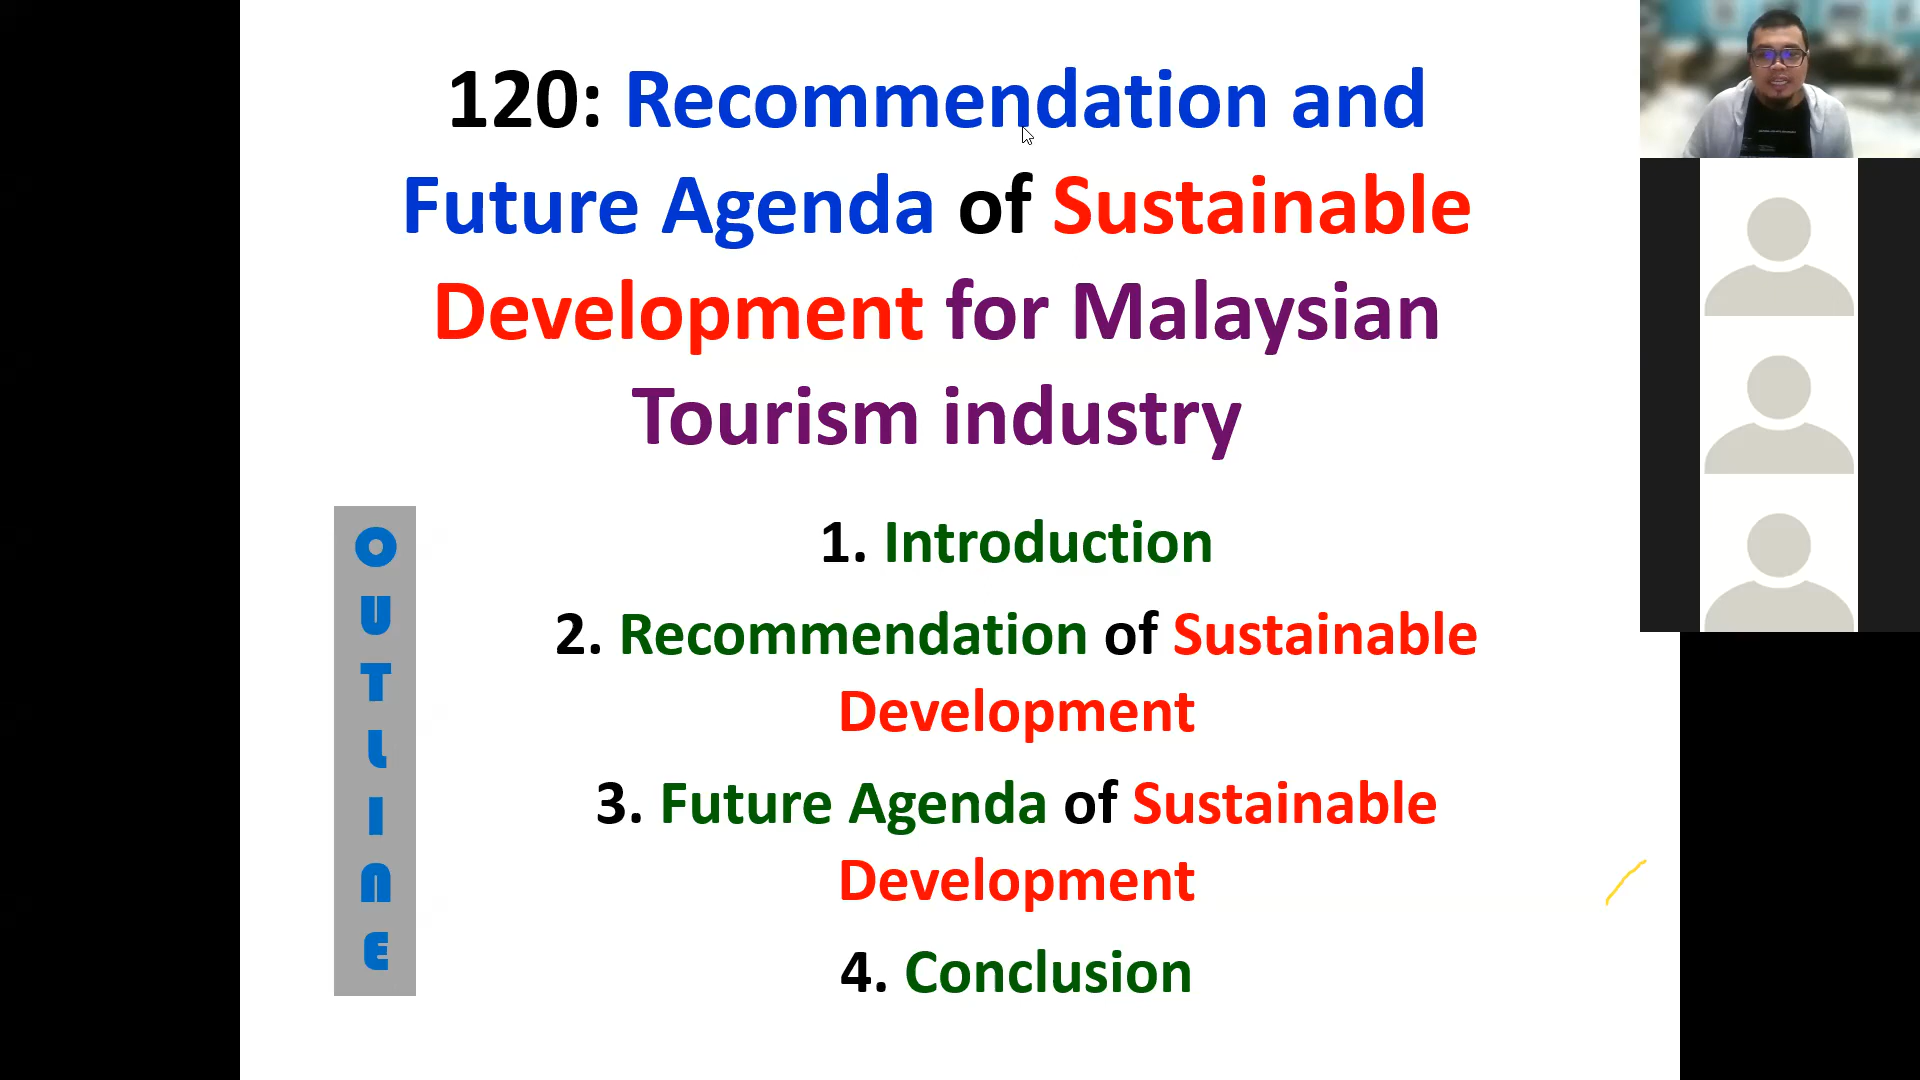 120: Recommendation and
Future Agenda of Sustainable
Development for Malaysian
Tourism industry
OUTLINE
1. Introduction
2. Recommendation of Sustainable
Development
3. Future Agenda of Sustainable
Development
4. Conclusion